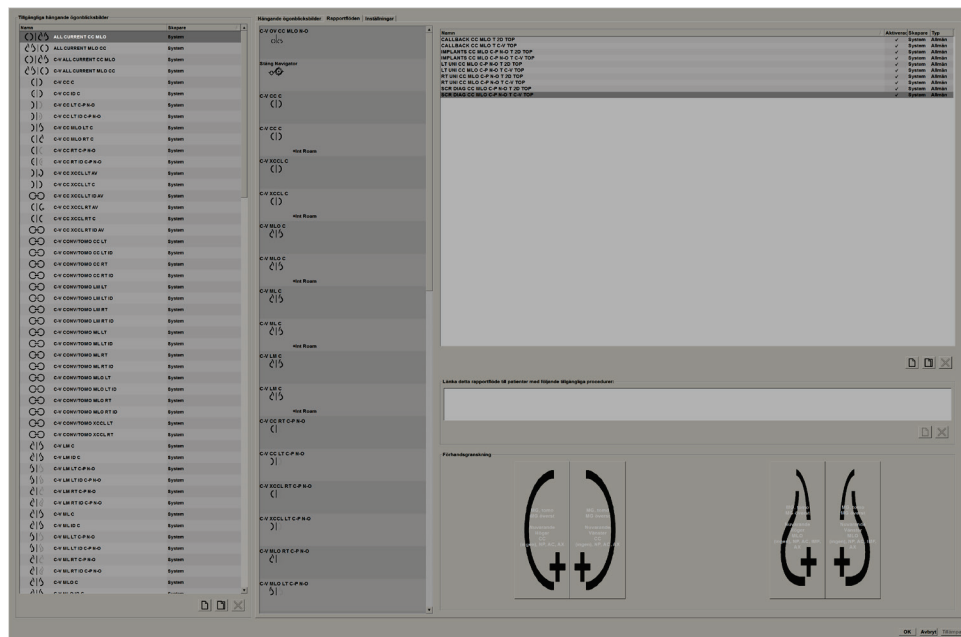 Tillgängliga hängande ögonblicksbilder
Namn Skapare
ALL CURRENT CC MLO System
ALL CURRENT MLO CC System
C-V ALL CURRENT CC MLO System
C-V ALL CURRENT MLO CC System
C-V CC C System
C-V CC ID C System
C-V CC LT C-P N-O System
C-V CC LT ID C-P N-O System
C-V CC MLO LT C System
C-V CC MLO RT C System
C-V CC RT C-P N-O System
C-V CC RT ID C-P N-O System
C-V CC XCCL LT AV System
C-V CC XCCL LT C System
C-V CC XCCL LT ID AV System
C-V CC XCCL RT AV System
C-V CC XCCL RT C System
C-V CC XCCL RT ID AV System
C-V CONV/TOMO CC LT System
C-V CONV/TOMO CC LT ID System
C-V CONV/TOMO CC RT System
C-V CONV/TOMO CC RT ID System
C-V CONV/TOMO LM LT System
C-V CONV/TOMO LM LT ID System
C-V CONV/TOMO LM RT System
C-V CONV/TOMO LM RT ID System
C-V CONV/TOMO ML LT System
C-V CONV/TOMO ML LT ID System
C-V CONV/TOMO ML RT System
C-V CONV/TOMO ML RT ID System
C-V CONV/TOMO MLO LT System
C-V CONV/TOMO MLO LT ID System
C-V CONV/TOMO MLO RT System
C-V CONV/TOMO MLO RT ID System
C-V CONV/TOMO XCCL LT System
C-V CONV/TOMO XCCL RT System
C-V LM C System
C-V LM ID C System
C-V LM LT C-P N-O System
C-V LM LT ID C-P N-O System
C-V LM RT C-P N-O System
C-V LM RT ID C-P N-O System
C-V ML C System
C-V ML ID C System
C-V ML LT C-P N-O System
C-V ML LT ID C-P N-O System
C-V ML RT C-P N-O System
C-V ML RT ID C-P N-O System
C-V MLO C System
Hängande ögonblicksbilder Rapportflöden Inställningar
C-V OV CC MLO N-O
Stäng Navigator
C-V CC C
C-V CC C
+Int Roam
C-V XCCL C
C-V XCCL C
+Int Roam
C-V MLO C
C-V MLO C
+Int Roam
C-V ML C
C-V ML C
+Int Roam
C-V LM C
C-V LM C
+Int Roam
C-V CC RT C-P N-O
C-V CC LT C-P N-O
C-V XCCL RT C-P N-O
C-V XCCL LT C-P N-O
C-V MLO RT C-P N-O
C-V MLO LT C-P N-O
Namn Aktiverad Skapare Typ
CALLBACK CC MLO T 2D TOP System Allmän
CALLBACK CC MLO T C-V TOP System Allmän
IMPLANTS CC MLO C-P N-O T 2D TOP System Allmän
IMPLANTS CC MLO C-P N-O T C-V TOP System Allmän
LT UNI CC MLO C-P N-O T 2D TOP System Allmän
LT UNI CC MLO C-P N-O T C-V TOP System Allmän
RT UNI CC MLO C-P N-O T 2D TOP System Allmän
RT UNI CC MLO C-P N-O T C-V TOP System Allmän
SCR DIAG CC MLO C-P N-O T 2D TOP System Allmän
SCR DIAG CC MLO C-P N-O T C-V TOP System Allmän
Länka detta rapportflöde till patienter med följande tillgängliga procedurer:
Förhandsgranskning
OK Avbryt